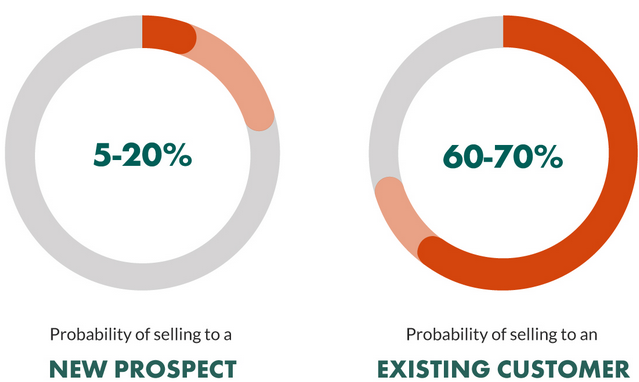 5-20%
Probability of selling to a
NEW PROSPECT
60-70%
Probability of selling to an
EXISTING CUSTOMER